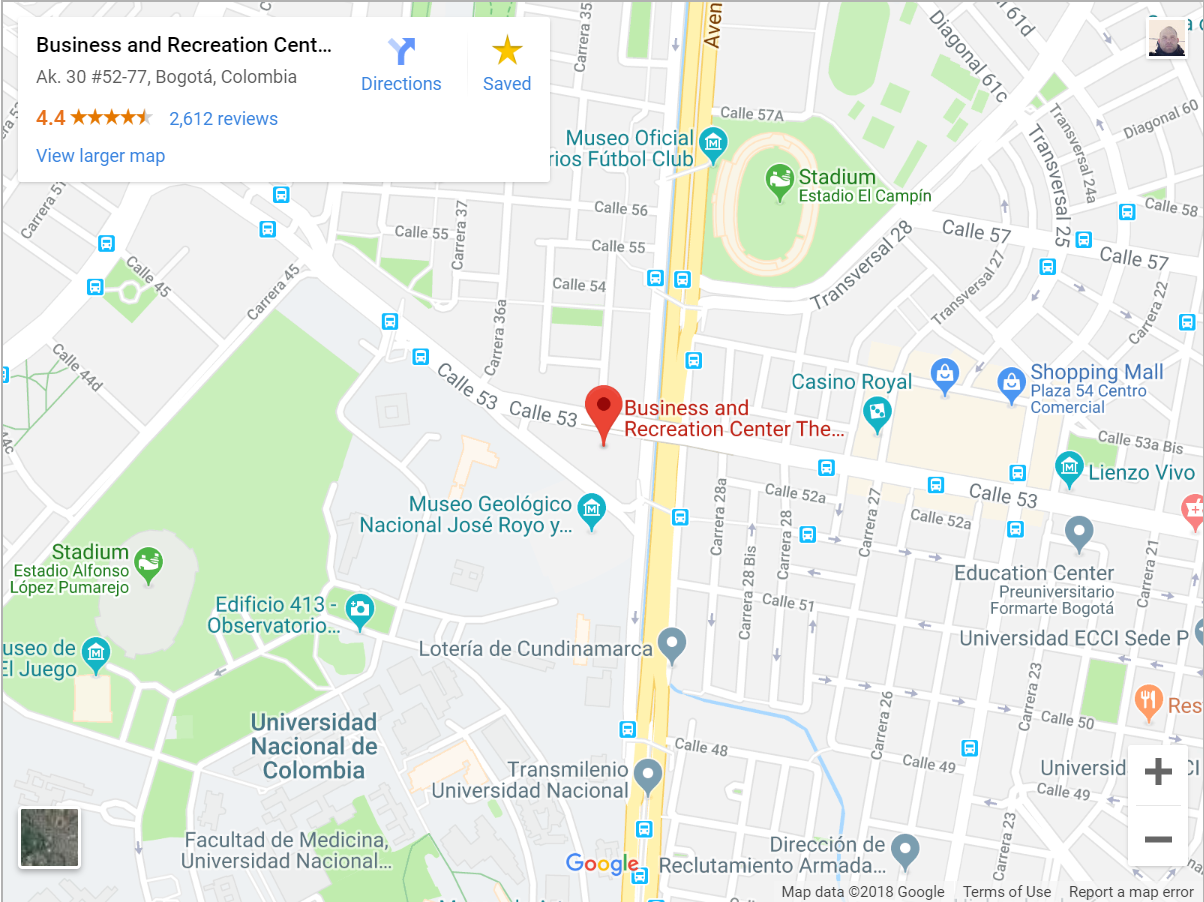 Business and Recreation Cent...
Ak. 30 #52-77, Bogotá, Colombia
4.4
2,612 reviews
View larger map
Directions
Saved
Carrera 35
Aven
Diagonal 61c
61d
Diagonal 60
Calle 57A
Museo Oficial
rios Fútbol Club
Stadium
Estadio El Campín
Transversal 25
Transversal 24a
Calle 58
Calle 57
Calle 57
Transversal 28
Transversal 27
Carrera 22
Carrera 51
Calle 45
Carrera 45
Carrera 37
Calle 56
Calle 55
Calle 55
Calle 54
Carrera 36a
Calle 44d
44c
Calle 53
Calle 53
Business and
Recreation Center The...
Casino Royal
Shopping Mall
Plaza 54 Centro
Comercial
Calle 53a Bis
Lienzo Vivo
Calle 53
Museo Geológico
Nacional José Royo y...
Carrera 28a
Calle 52a
Carrera 28
Carrera 27
Calle 52a
Carrera 28 Bis
Carrera 21
Education Center
Preuniversitario
Formarte Bogotá
Stadium
Estadio Alfonso
López Pumarejo
Edificio 413 -
Observatorio...
Calle 51
Universidad ECCI Sede P
useo de
El Juego
Lotería de Cundinamarca
Carrera 26
Carrera 23
Calle 50
Res
Universidad
Nacional de
Colombia
Calle 48
Calle 49
Calle 49
Universid
CI
Transmilenio
Universidad Nacional
Carrera 23
Facultad de Medicina,
Universidad Nacional...
Dirección de
Reclutamiento Armada...
Google
Map data ©2018 Google
Terms of Use
Report a map error